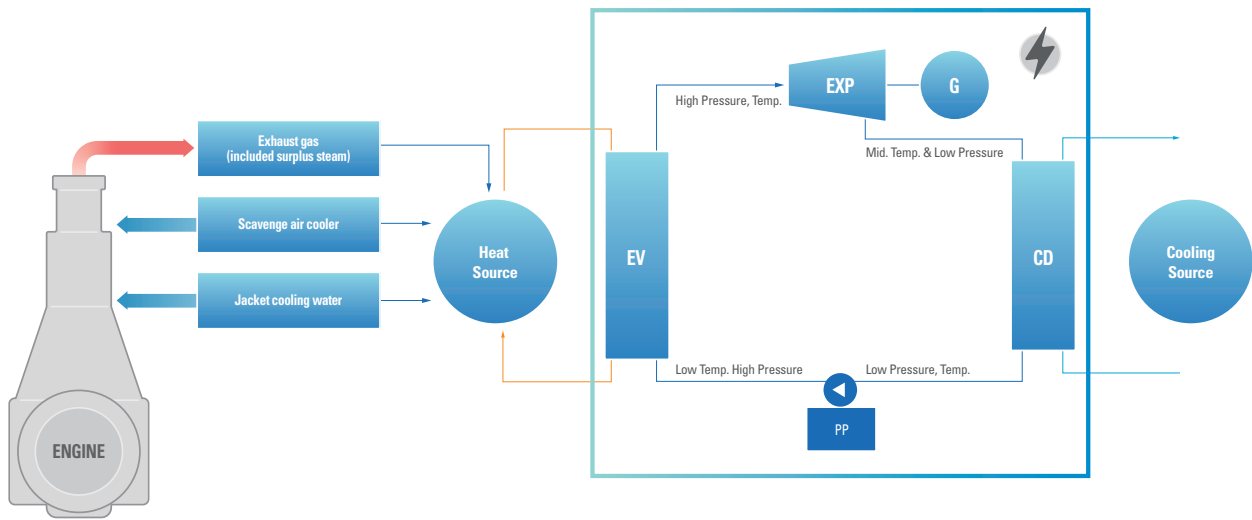 Exhaust gas
(included surplus steam)
Scavenge air cooler
Jacket cooling water
ENGINE
Heat
Source
EV
High Pressure, Temp.
EXP
G
Mid. Temp. & Low Pressure
CD
Low Temp. High Pressure
Low Pressure, Temp.
PP
Cooling
Source